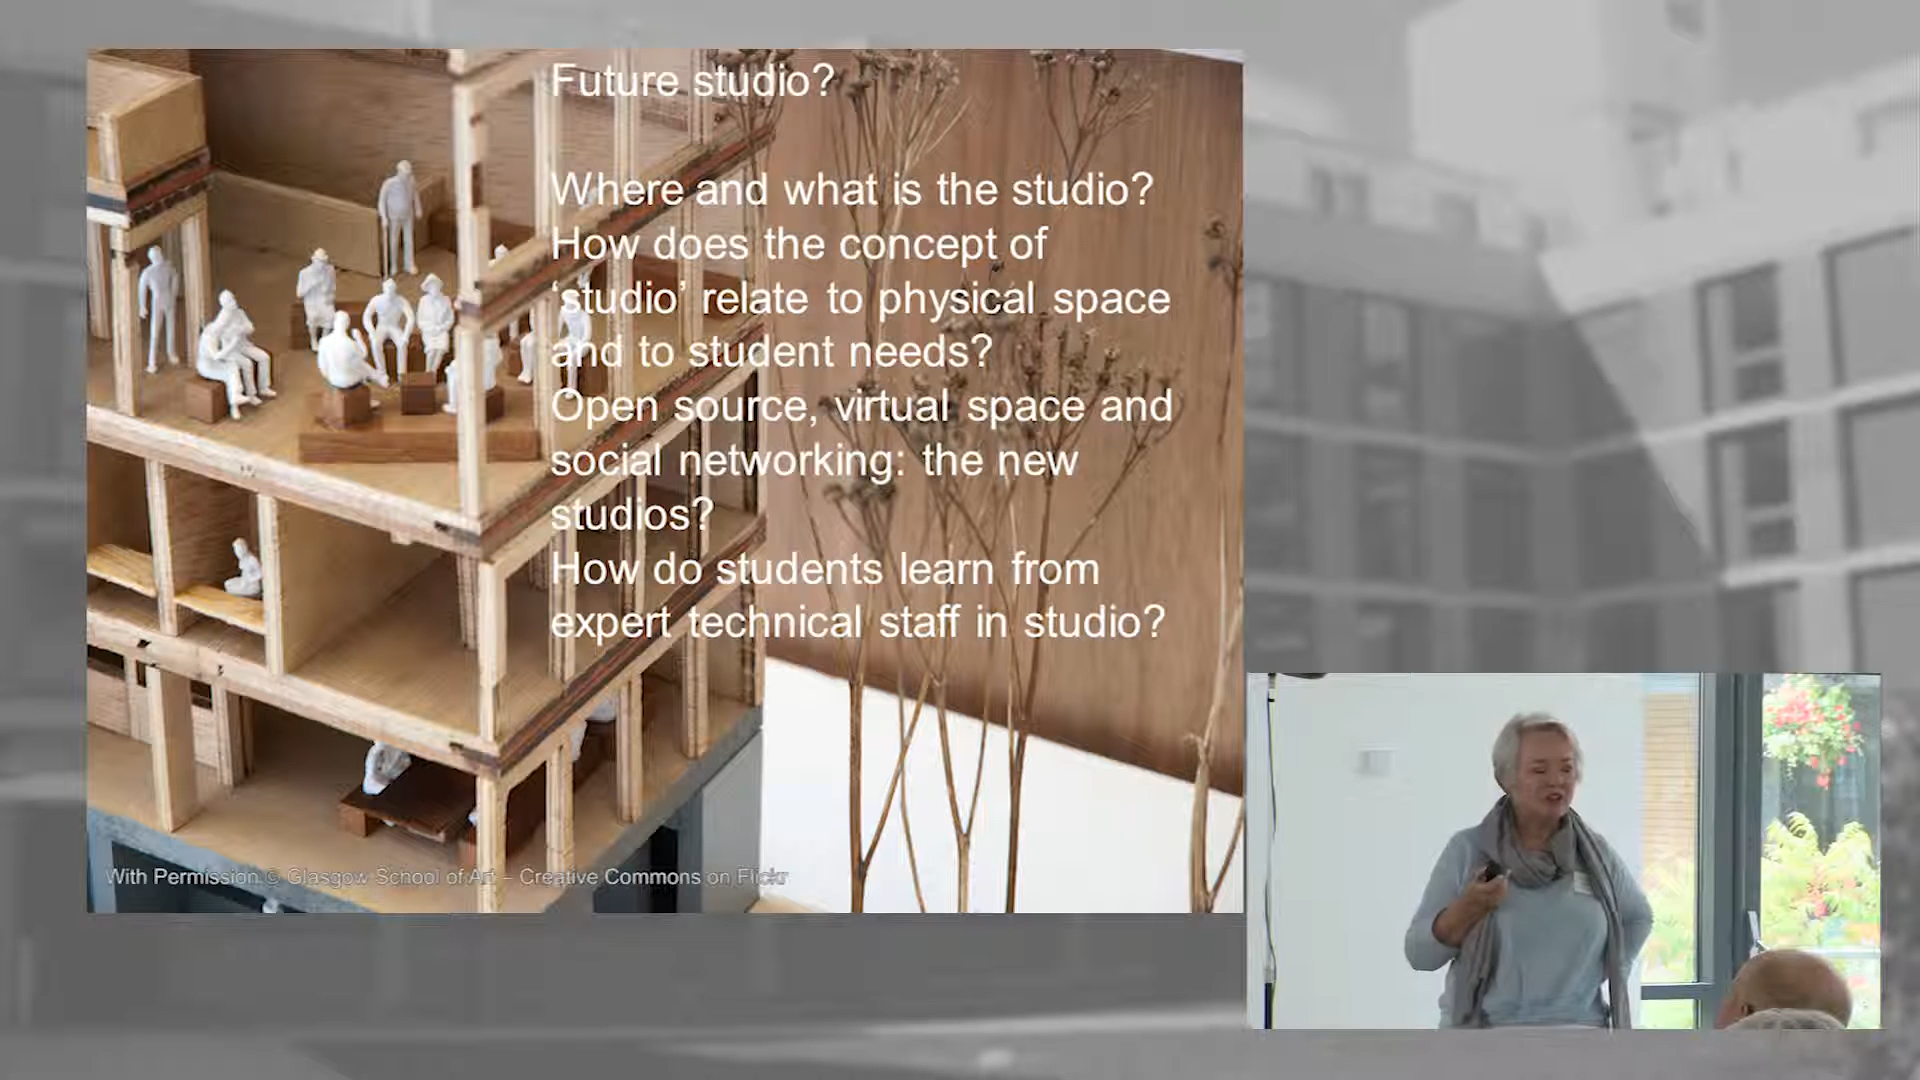 Future studio?
Where and what is the studio?
How does the concept of
‘studio’ relate to physical space
and to student needs?
Open source, virtual space and
social networking: the new
studios?
How do students learn from
expert technical staff in studio?
With Permission © Glasgow School of Art – Creative Commons on Flickr